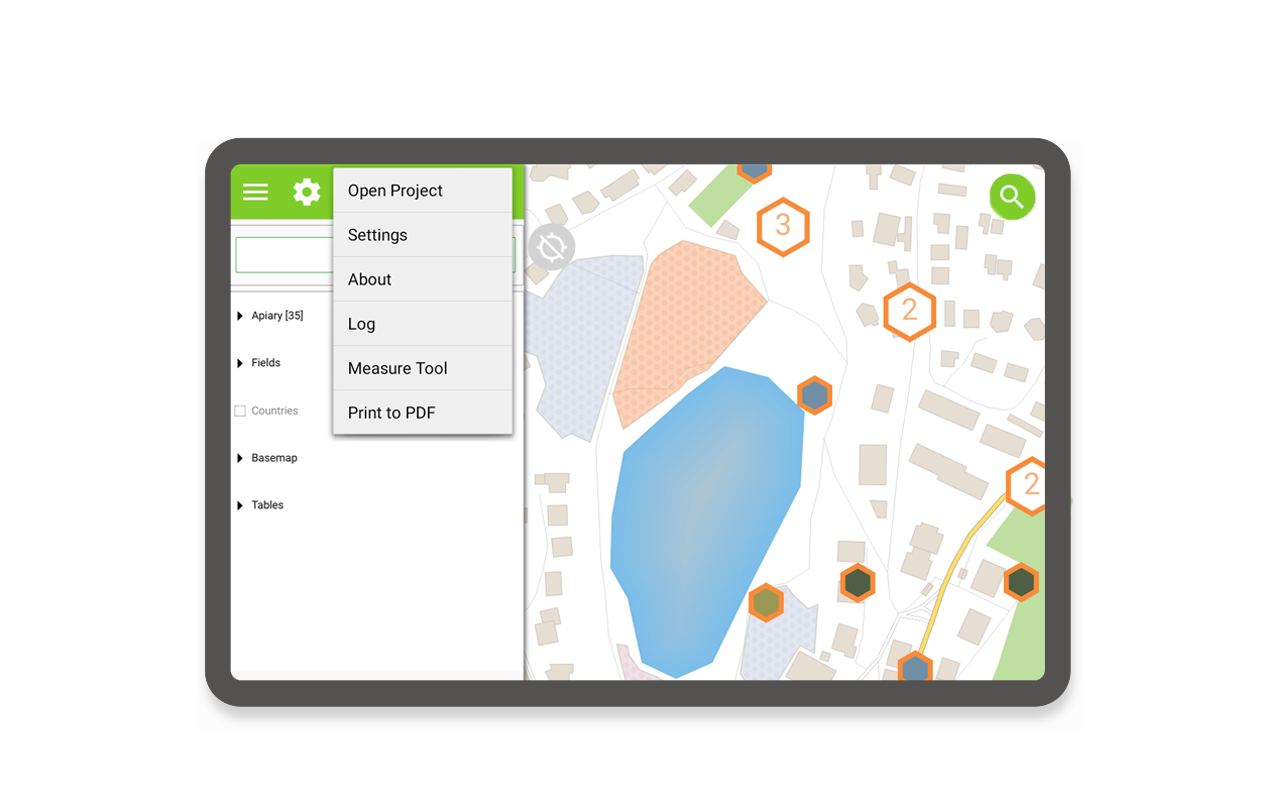 Open Project
Settings
About
Log
Measure Tool
Print to PDF
Apiary [35]
Fields
Countries
Basemap
Tables
3
2
2